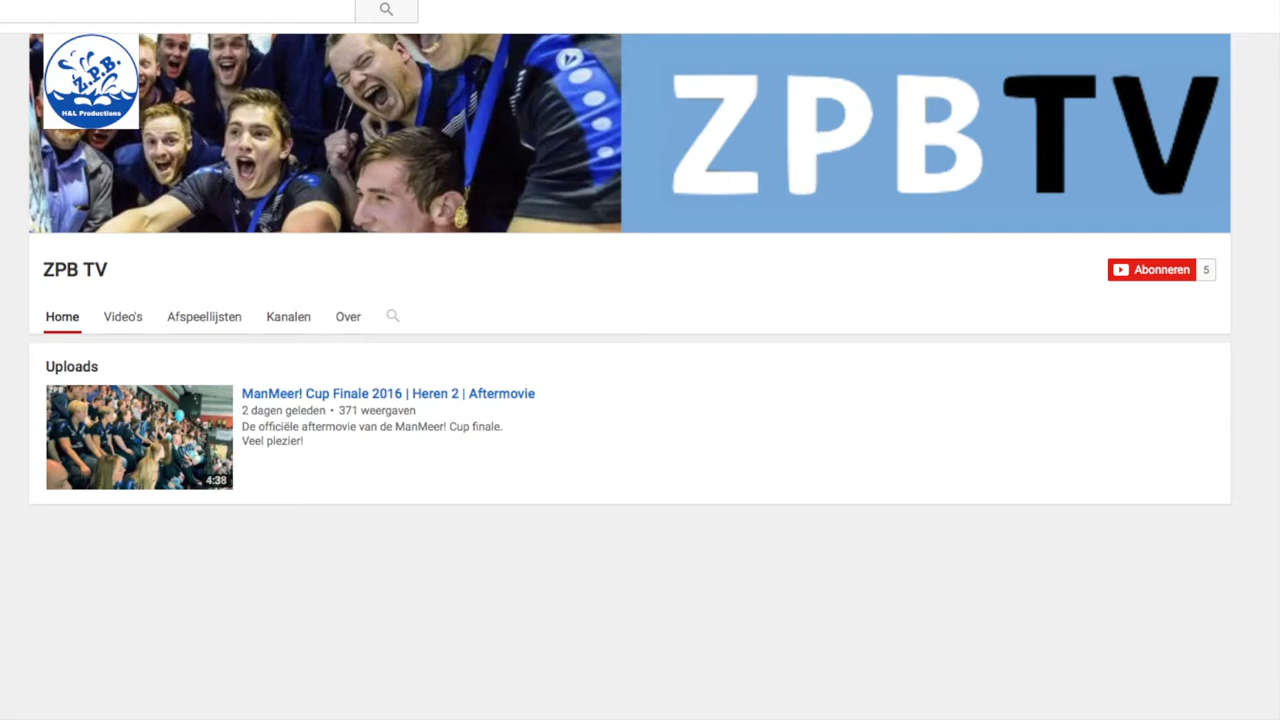 Z.P.B.
H&L Productions
ZPBTV
ZPB TV
Abonneren 5
Home Video's Afspeellijsten Kanalen Over
Uploads
ManMeer! Cup Finale 2016 | Heren 2 | Aftermovie
2 dagen geleden • 371 weergaven
De officiële aftermovie van de ManMeer! Cup finale.
Veel plezier!
4:38